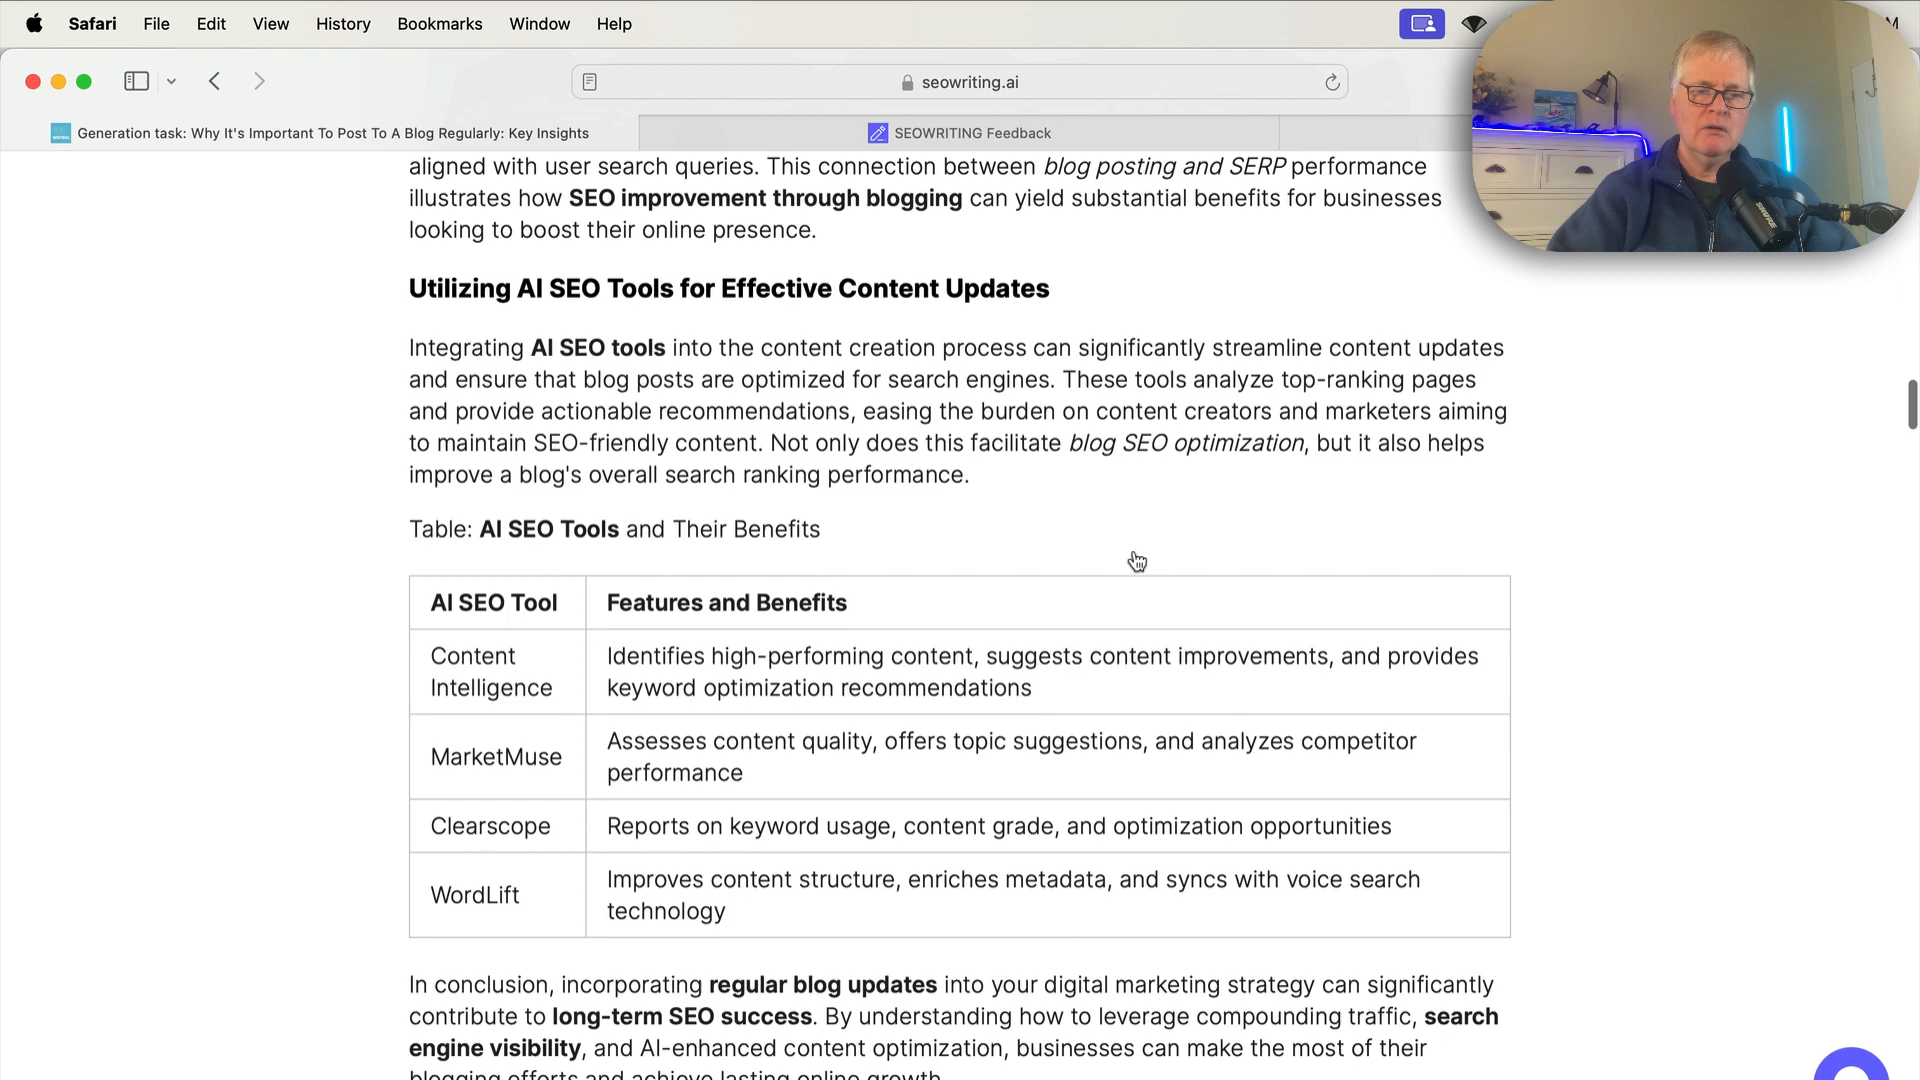 Safari File Edit View History Bookmarks Window Help
M
seowriting.ai
Generation task: Why It's Important To Post To A Blog Regularly: Key Insights
SEOWRITING Feedback
aligned with user search queries. This connection between blog posting and SERP performance
illustrates how SEO improvement through blogging can yield substantial benefits for businesses
looking to boost their online presence.
Utilizing AI SEO Tools for Effective Content Updates
Integrating AI SEO tools into the content creation process can significantly streamline content updates
and ensure that blog posts are optimized for search engines. These tools analyze top-ranking pages
and provide actionable recommendations, easing the burden on content creators and marketers aiming
to maintain SEO-friendly content. Not only does this facilitate blog SEO optimization, but it also helps
improve a blog's overall search ranking performance.
Table: AI SEO Tools and Their Benefits
AI SEO Tool Features and Benefits
Content Intelligence
Identifies high-performing content, suggests content improvements, and provides
keyword optimization recommendations
MarketMuse
Assesses content quality, offers topic suggestions, and analyzes competitor
performance
Clearscope Reports on keyword usage, content grade, and optimization opportunities
WordLift
Improves content structure, enriches metadata, and syncs with voice search
technology
In conclusion, incorporating regular blog updates into your digital marketing strategy can significantly
contribute to long-term SEO success. By understanding how to leverage compounding traffic, search
engine visibility, and AI-enhanced content optimization, businesses can make the most of their
blogging efforts and achieve lasting online growth.
SHURE